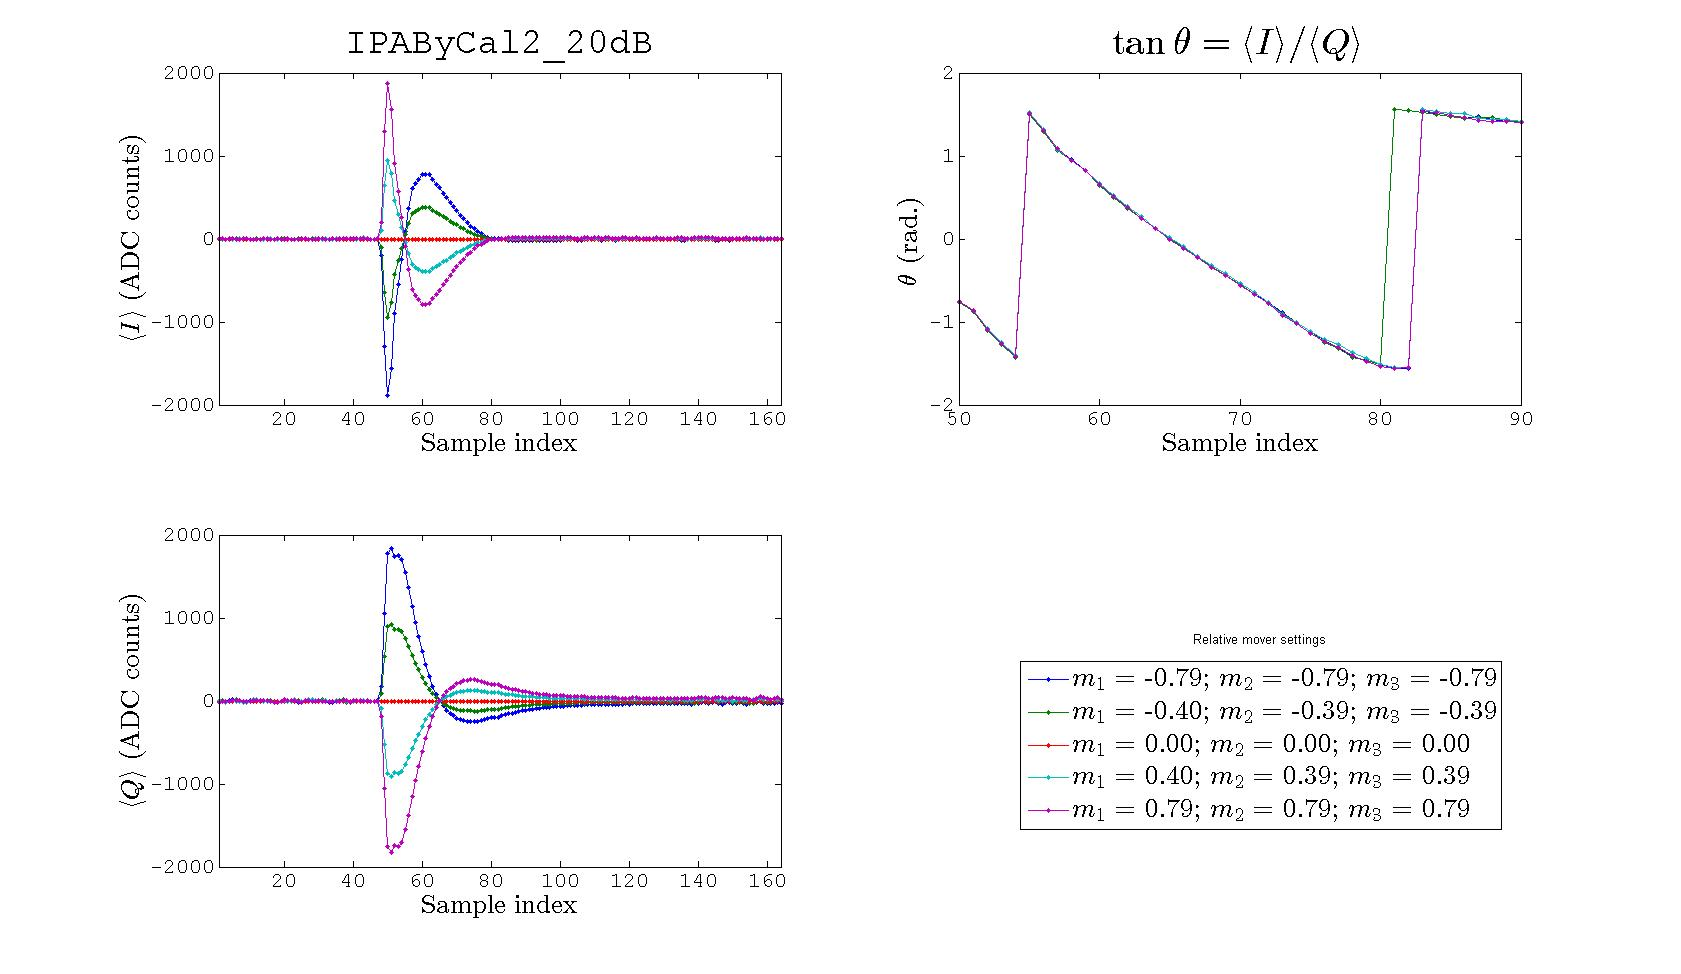 IPAByCal2_20dB
2000
1000
0
−1000
−2000
⟨I⟩ (ADC counts)
20 40 60 80 100 120 140 160
Sample index
tan θ = ⟨I⟩/⟨Q⟩
2
1
0
−1
−2
θ (rad.)
50 60 70 80 90
Sample index
2000
1000
0
−1000
−2000
⟨Q⟩ (ADC counts)
20 40 60 80 100 120 140 160
Sample index
Relative mover settings
m₁ = -0.79; m₂ = -0.79; m₃ = -0.79
m₁ = -0.40; m₂ = -0.39; m₃ = -0.39
m₁ = 0.00; m₂ = 0.00; m₃ = 0.00
m₁ = 0.40; m₂ = 0.39; m₃ = 0.39
m₁ = 0.79; m₂ = 0.79; m₃ = 0.79